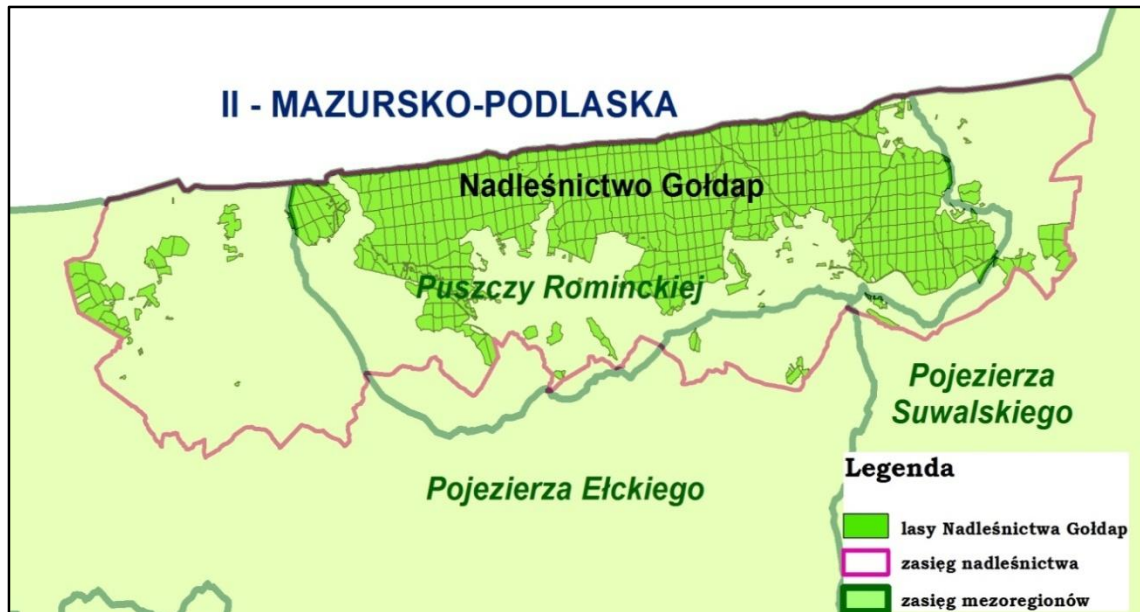 II - MAZURSKO-PODLASKA
Nadleśnictwo Gołdap
Puszczy Rominckiej
Pojezierza
Suwalskiego
Pojezierza Ełckiego
Legenda
lasy Nadleśnictwa Gołdap
zasięg nadleśnictwa
zasięg mezoregionów